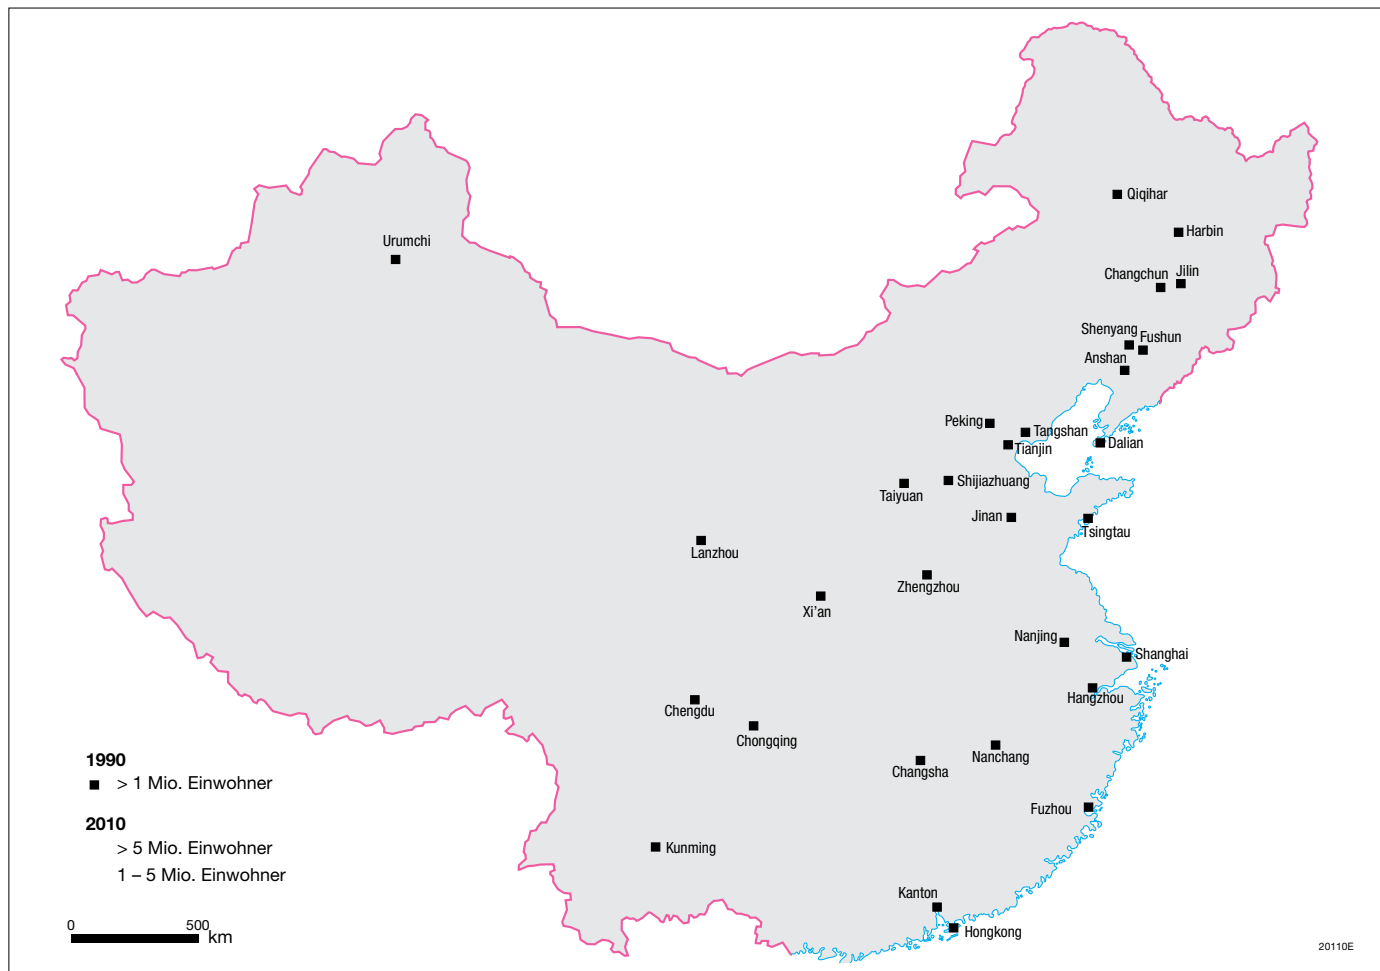 Qiqihar
Harbin
Urumchi
Changchun
Jilin
Shenyang
Fushun
Anshan
Peking
Tangshan
Tianjin
Dalian
Taiyuan
Shijiazhuang
Jinan
Tsingtau
Lanzhou
Zhengzhou
Xi'an
Nanjing
Shanghai
Hangzhou
Chengdu
Chongqing
Nanchang
Changsha
Fuzhou
Kunming
Kanton
Hongkong
1990
> 1 Mio. Einwohner
2010
> 5 Mio. Einwohner
1 – 5 Mio. Einwohner
0 500
km
20110E